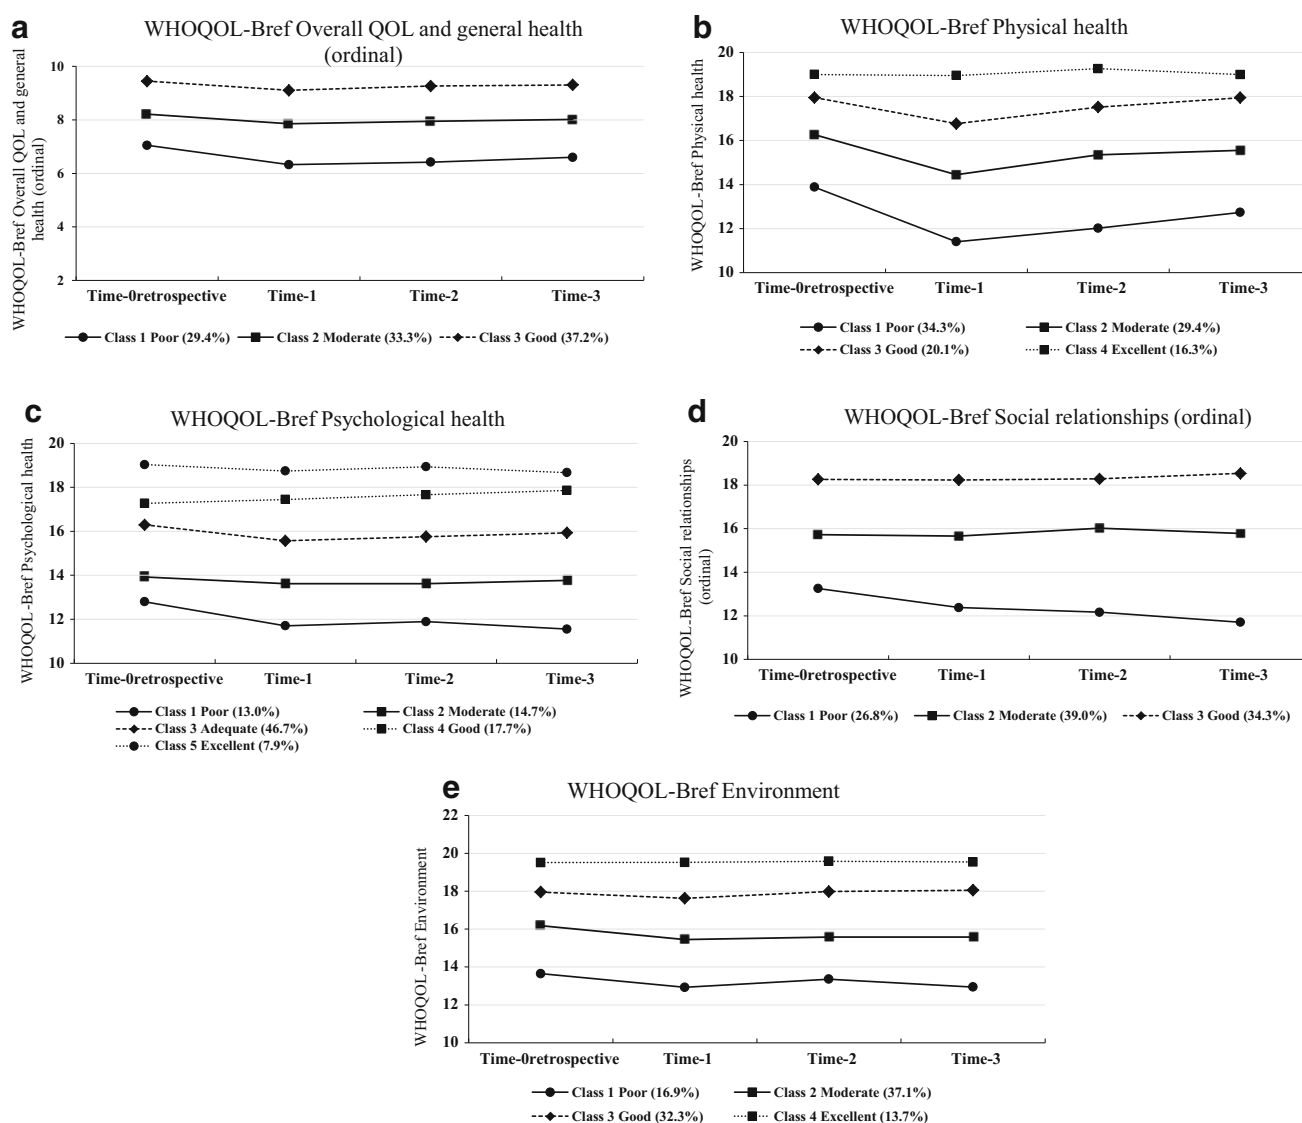 a
WHOQOL-Bref Overall QOL and general health
(ordinal)
WHOQOL-Bref Overall QOL and general
health (ordinal)
10
8
6
4
2
Time-0retrospective Time-1 Time-2 Time-3
Class 1 Poor (29.4%) Class 2 Moderate (33.3%) Class 3 Good (37.2%)
b
WHOQOL-Bref Physical health
WHOQOL-Bref Physical health
20
18
16
14
12
10
Time-0retrospective Time-1 Time-2 Time-3
Class 1 Poor (34.3%) Class 2 Moderate (29.4%)
Class 3 Good (20.1%) Class 4 Excellent (16.3%)
c
WHOQOL-Bref Psychological health
WHOQOL-Bref Psychological health
20
18
16
14
12
10
Time-0retrospective Time-1 Time-2 Time-3
Class 1 Poor (13.0%) Class 2 Moderate (14.7%)
Class 3 Adequate (46.7%) Class 4 Good (17.7%)
Class 5 Excellent (7.9%)
d
WHOQOL-Bref Social relationships (ordinal)
WHOQOL-Bref Social relationships
(ordinal)
20
18
16
14
12
10
Time-0retrospective Time-1 Time-2 Time-3
Class 1 Poor (26.8%) Class 2 Moderate (39.0%) Class 3 Good (34.3%)
e
WHOQOL-Bref Environment
WHOQOL-Bref Environment
22
20
18
16
14
12
10
Time-0retrospective Time-1 Time-2 Time-3
Class 1 Poor (16.9%) Class 2 Moderate (37.1%)
Class 3 Good (32.3%) Class 4 Excellent (13.7%)